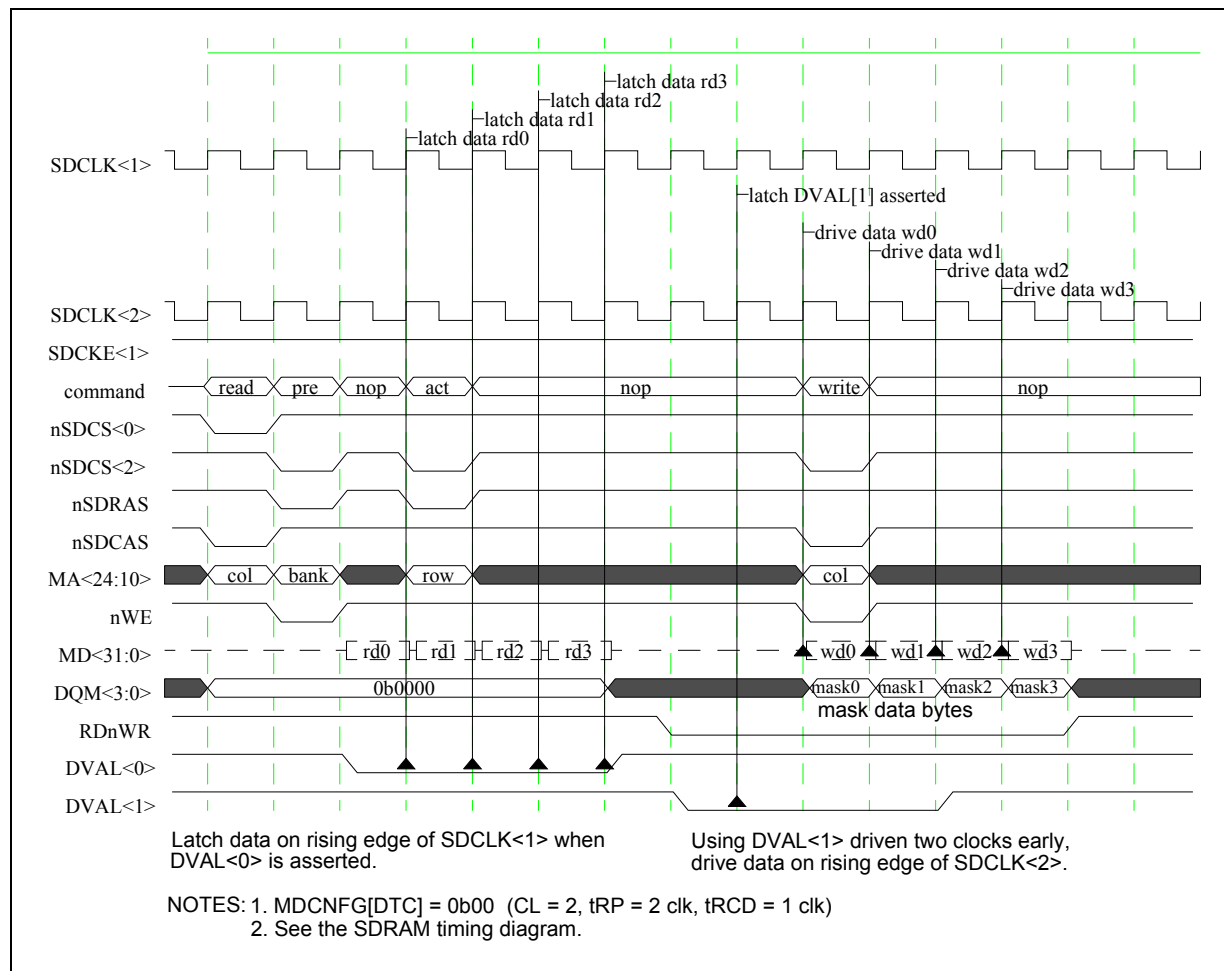 latch data rd3
latch data rd2
latch data rd1
latch data rd0
SDCLK<1>
latch DVAL[1] asserted
drive data wd0
drive data wd1
drive data wd2
drive data wd3
SDCLK<2>
SDCKE<1>
command read pre nop act nop write nop
nSDCS<0>
nSDCS<2>
nSDRAS
nSDCAS
MA<24:10> col bank row col
nWE
MD<31:0> rd0 rd1 rd2 rd3 wd0 wd1 wd2 wd3
DQM<3:0> 0b0000 mask0 mask1 mask2 mask3
mask data bytes
RDnWR
DVAL<0>
DVAL<1>
Latch data on rising edge of SDCLK<1> when
DVAL<0> is asserted.
Using DVAL<1> driven two clocks early,
drive data on rising edge of SDCLK<2>.
NOTES: 1. MDCNFG[DTC] = 0b00 (CL = 2, tRP = 2 clk, tRCD = 1 clk)
2. See the SDRAM timing diagram.